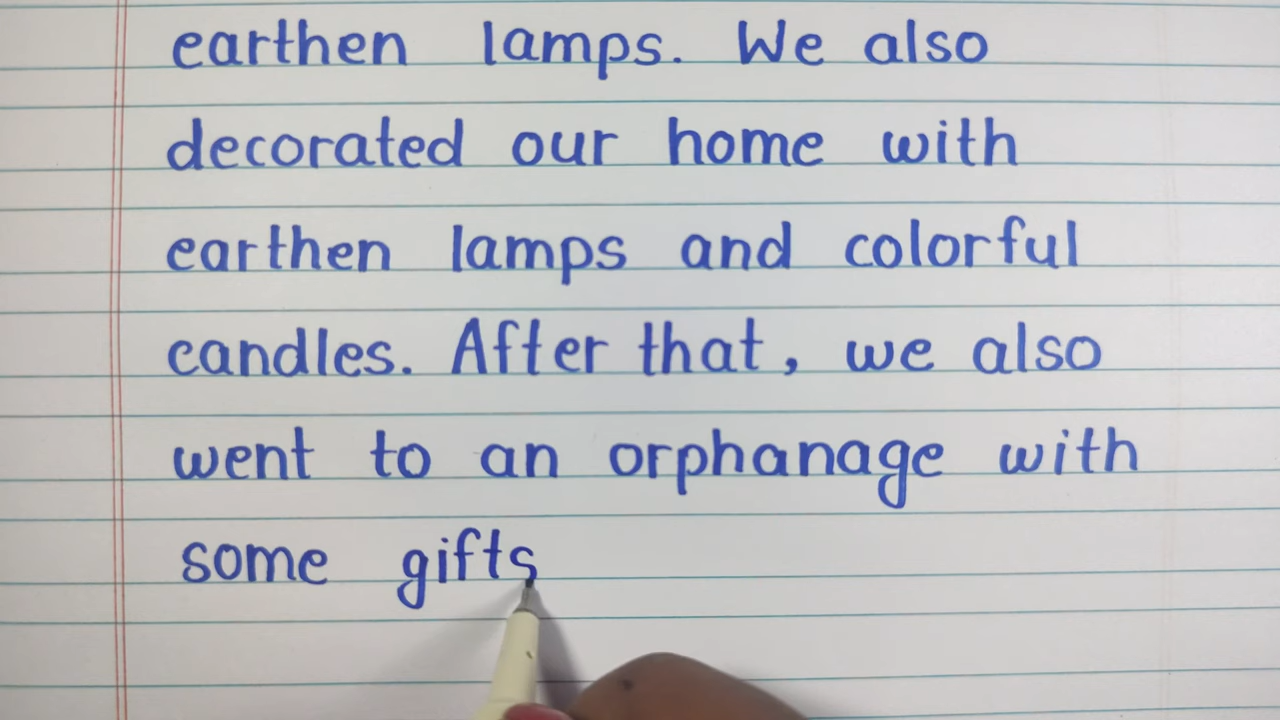 earthen lamps. We also
decorated our home with
earthen lamps and colorful
candles. After that, we also
went to an orphanage with
some gifts